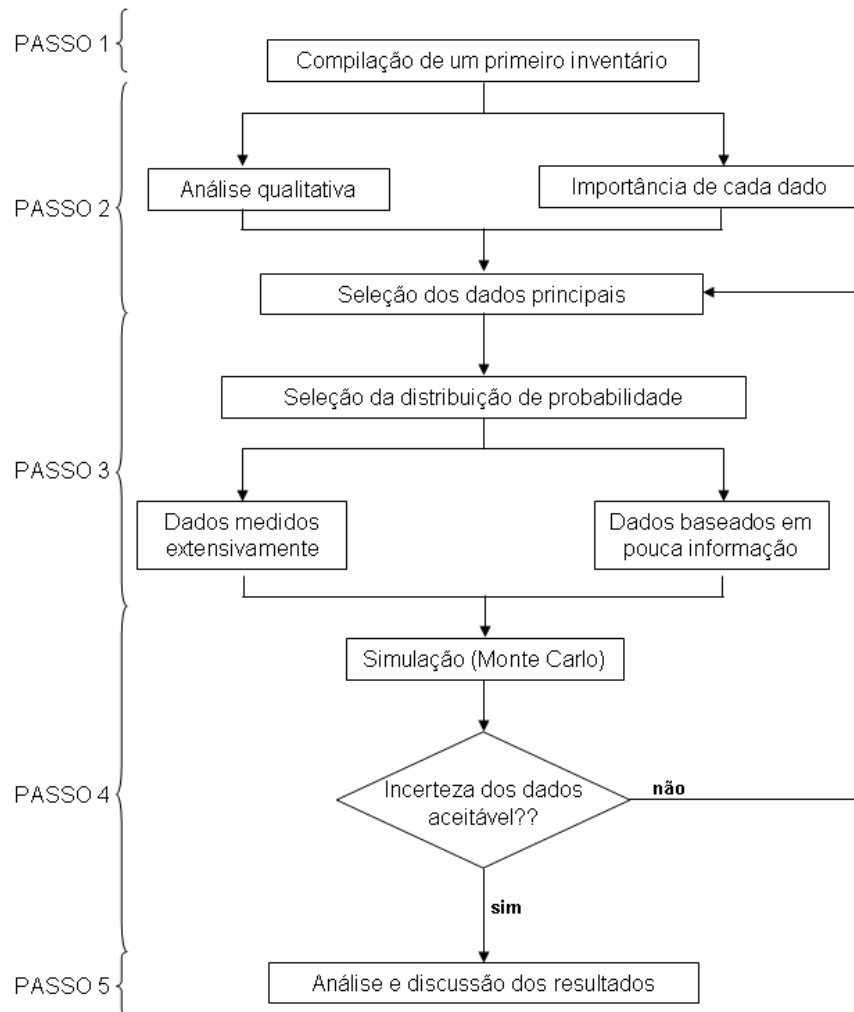 PASSO 1
Compilação de um primeiro inventário
PASSO 2
Análise qualitativa
Importância de cada dado
Seleção dos dados principais
PASSO 3
Seleção da distribuição de probabilidade
Dados medidos
extensivamente
Dados baseados em
pouca informação
PASSO 4
Simulação (Monte Carlo)
Incerteza dos dados
aceitável??
não
sim
PASSO 5
Análise e discussão dos resultados